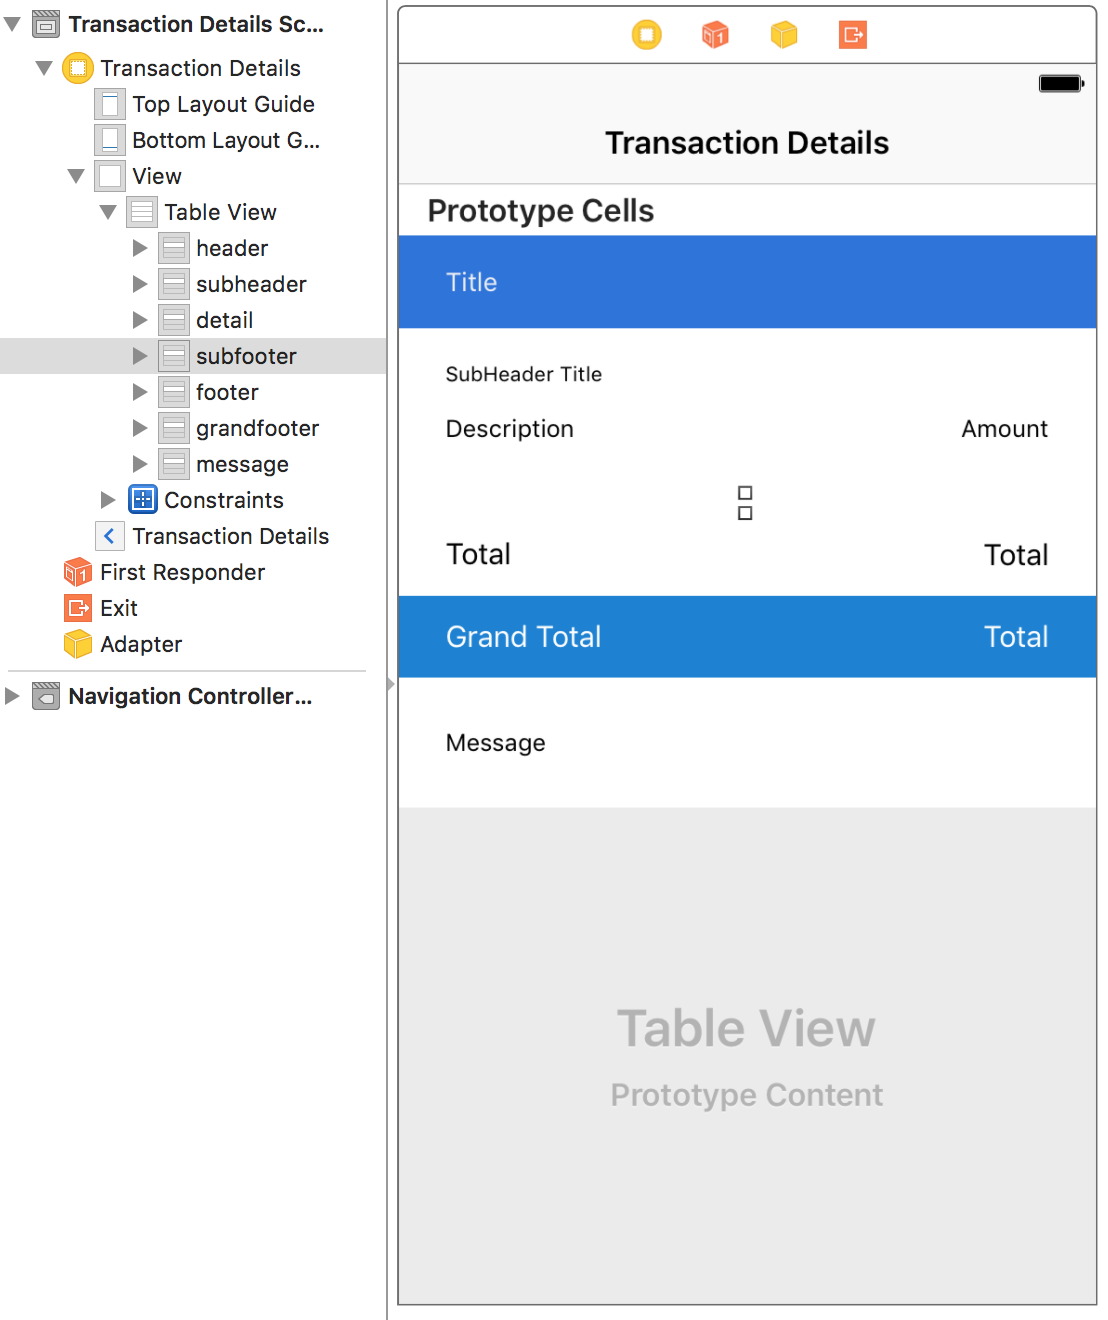 Transaction Details Sc...
Transaction Details
Top Layout Guide
Bottom Layout G...
View
Table View
header
subheader
detail
subfooter
footer
grandfooter
message
Constraints
Transaction Details
First Responder
Exit
Adapter
Navigation Controller...
Transaction Details
Prototype Cells
Title
SubHeader Title
Description Amount
Total Total
Grand Total Total
Message
Table View
Prototype Content